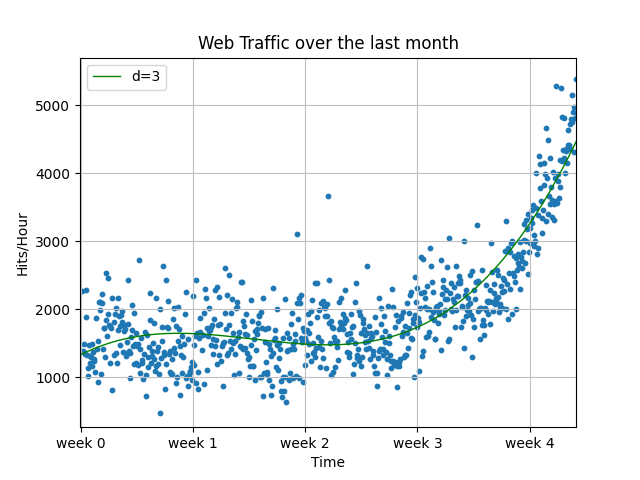 Web Traffic over the last month
d=3
5000
4000
3000
2000
1000
Hits/Hour
week 0 week 1 week 2 week 3 week 4
Time